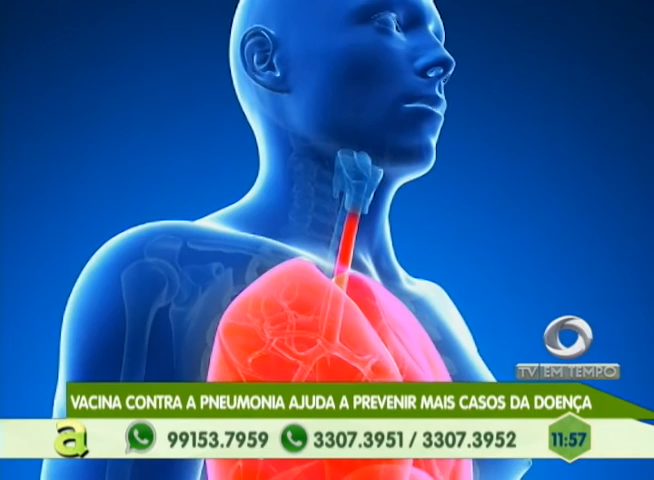 TV EM TEMPO
VACINA CONTRA A PNEUMONIA AJUDA A PREVENIR MAIS CASOS DA DOENÇA
a 99153.7959 3307.3951 / 3307.3952 11:57